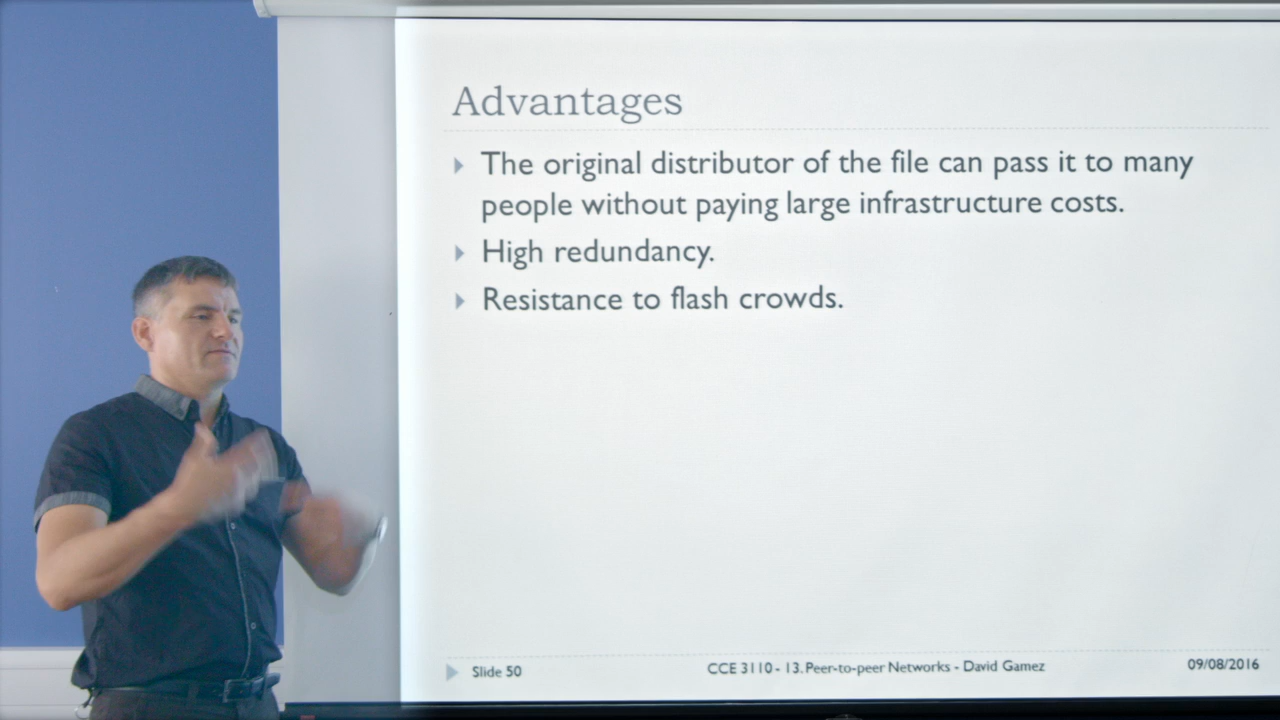 Advantages
The original distributor of the file can pass it to many
people without paying large infrastructure costs.
High redundancy.
Resistance to flash crowds.
Slide 50
CCE 3110 - 13. Peer-to-peer Networks - David Gamez
09/08/2016